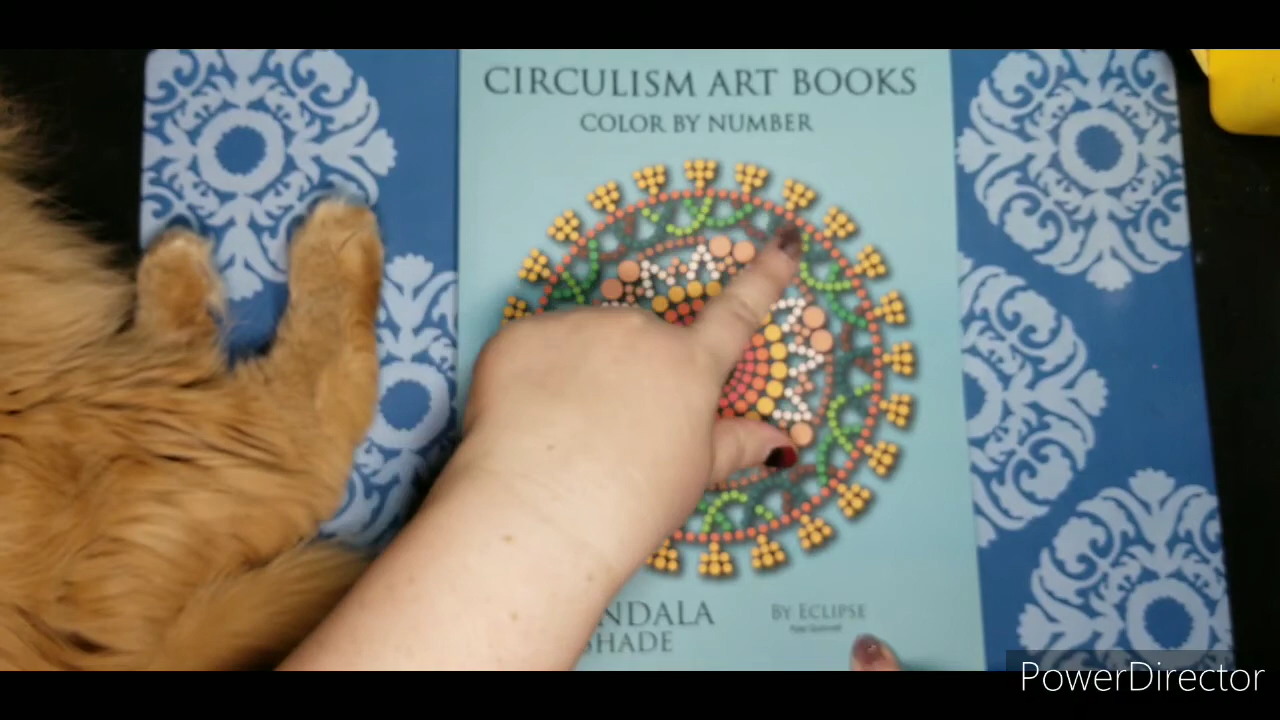 CIRCULISM ART BOOKS
COLOR BY NUMBER
NDALA
BY ECLIPSE
SHADE
PowerDirector